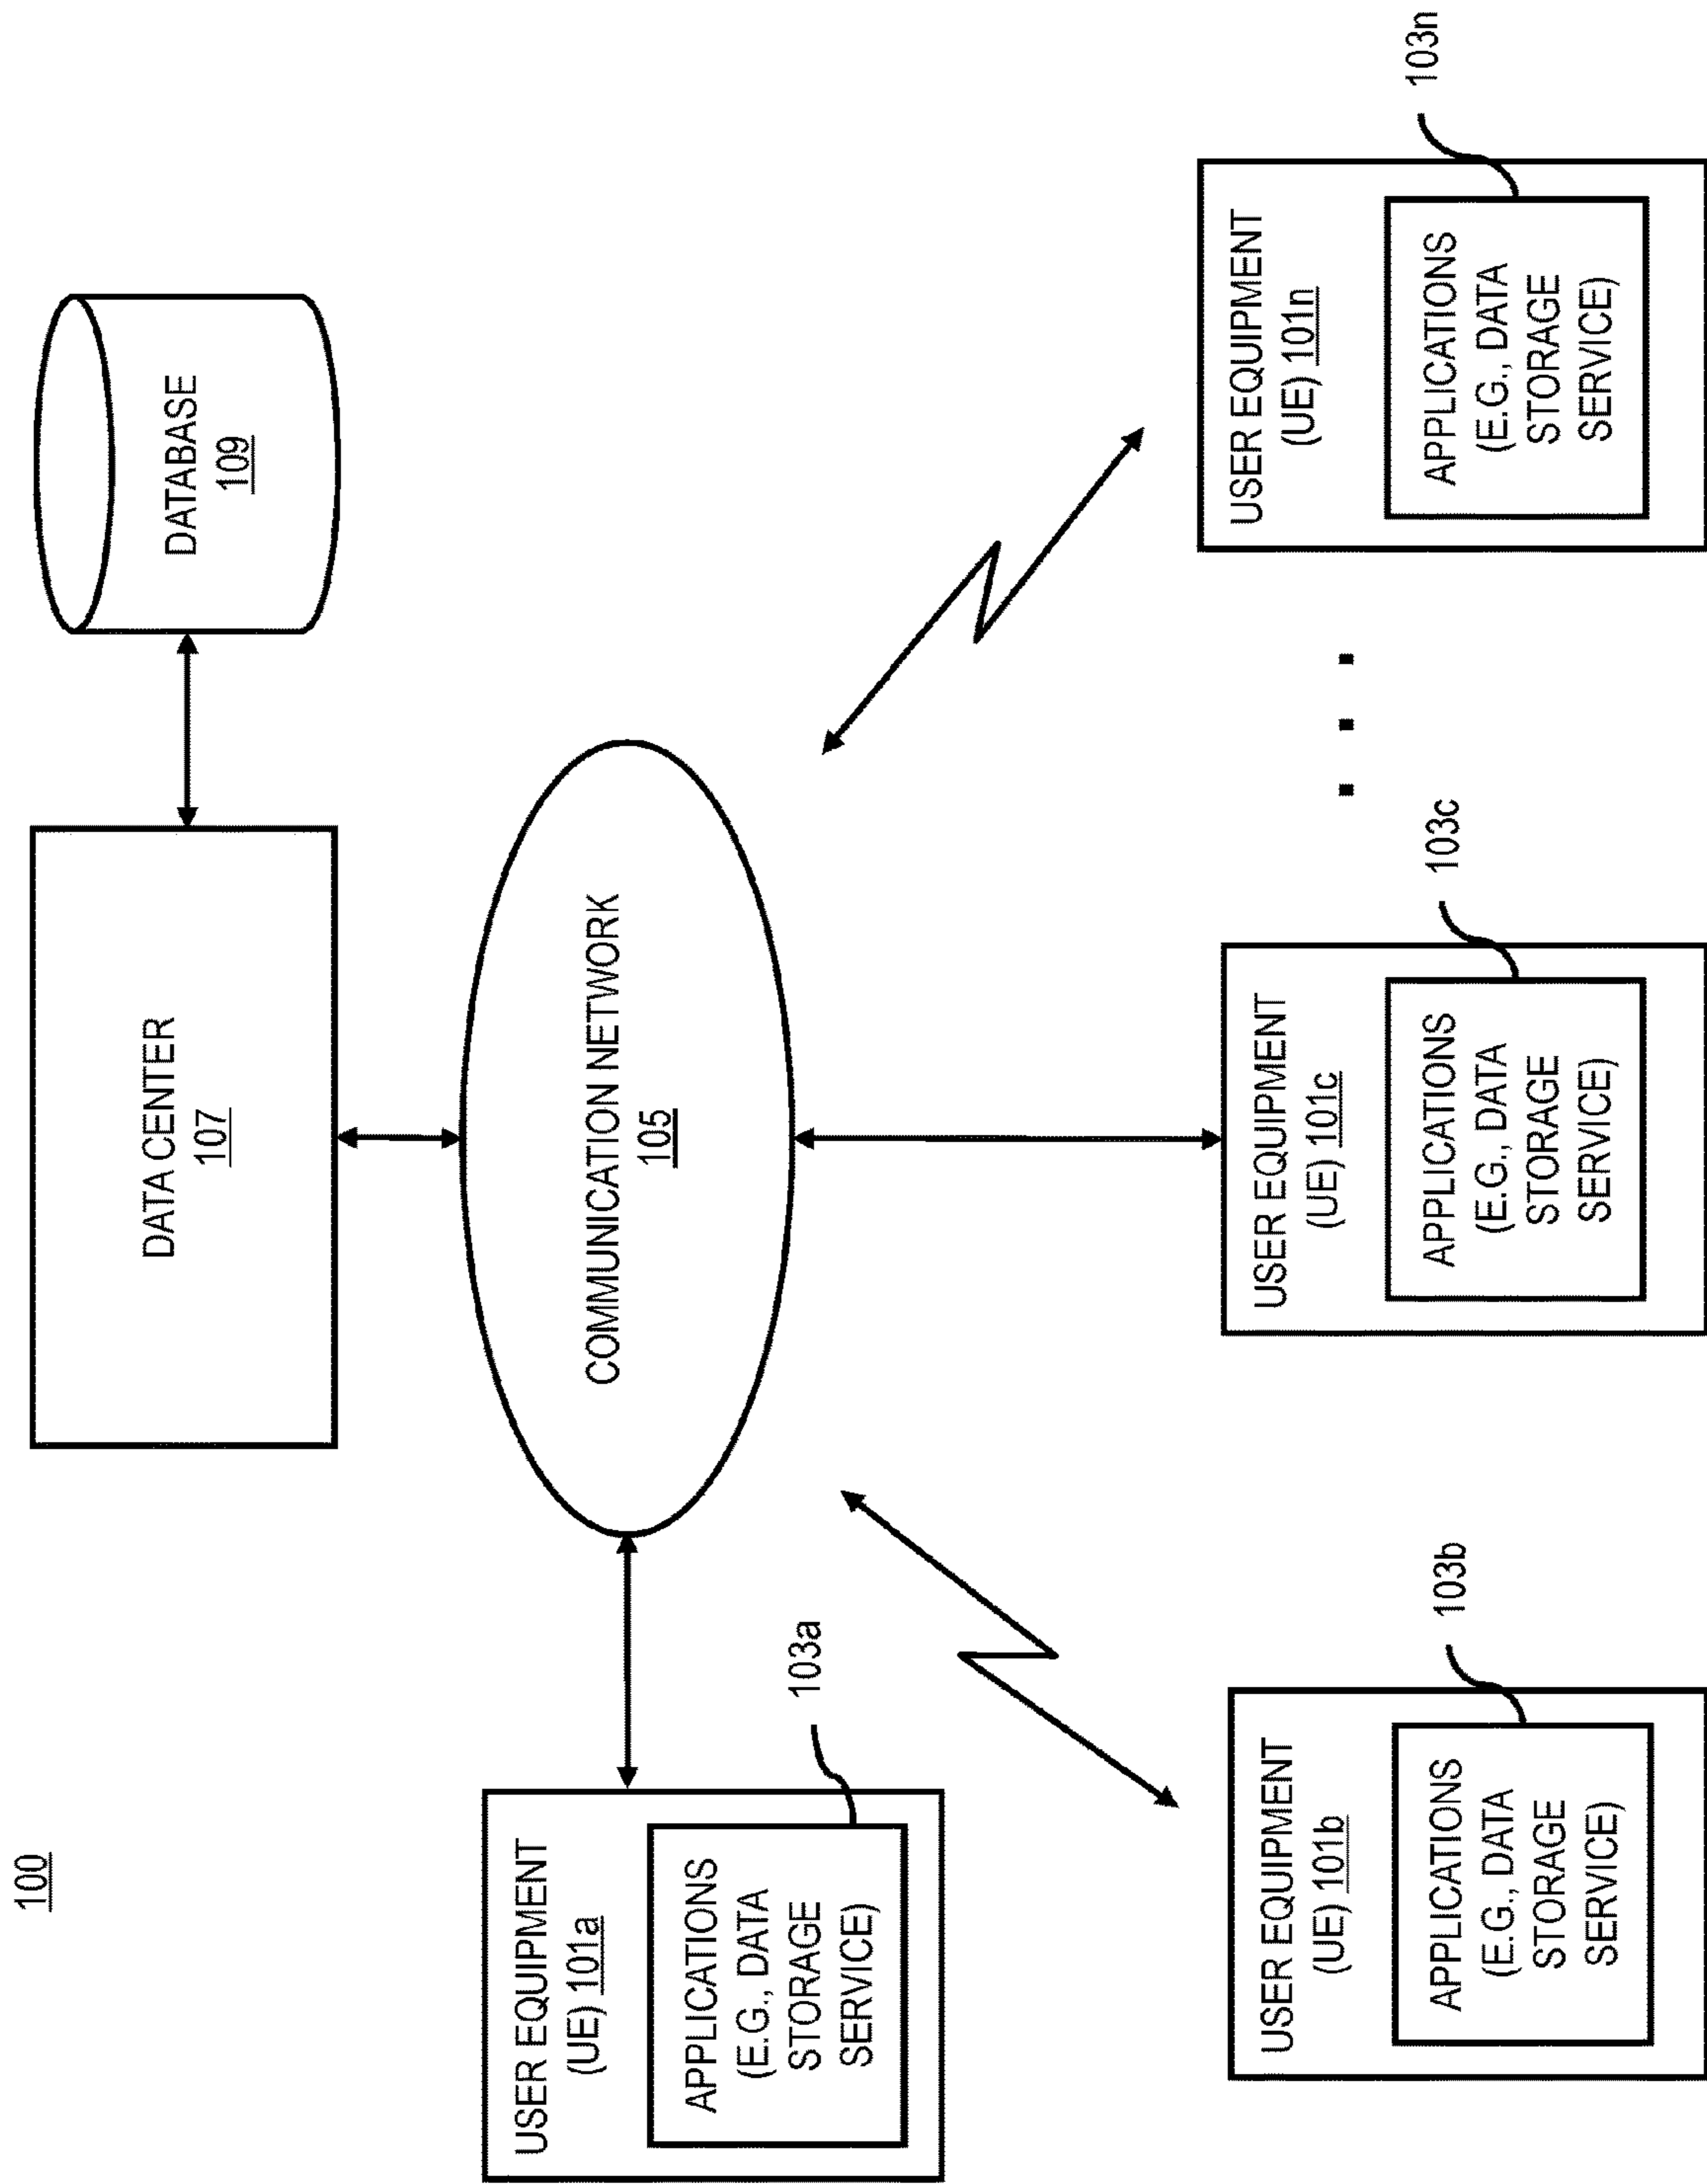 100
DATA CENTER
107
DATABASE
109
COMMUNICATION NETWORK
105
USER EQUIPMENT
(UE) 101a
APPLICATIONS
(E.G., DATA
STORAGE
SERVICE)
103a
USER EQUIPMENT
(UE) 101b
APPLICATIONS
(E.G., DATA
STORAGE
SERVICE)
103b
USER EQUIPMENT
(UE) 101c
APPLICATIONS
(E.G., DATA
STORAGE
SERVICE)
103c
. . .
USER EQUIPMENT
(UE) 101n
APPLICATIONS
(E.G., DATA
STORAGE
SERVICE)
103n